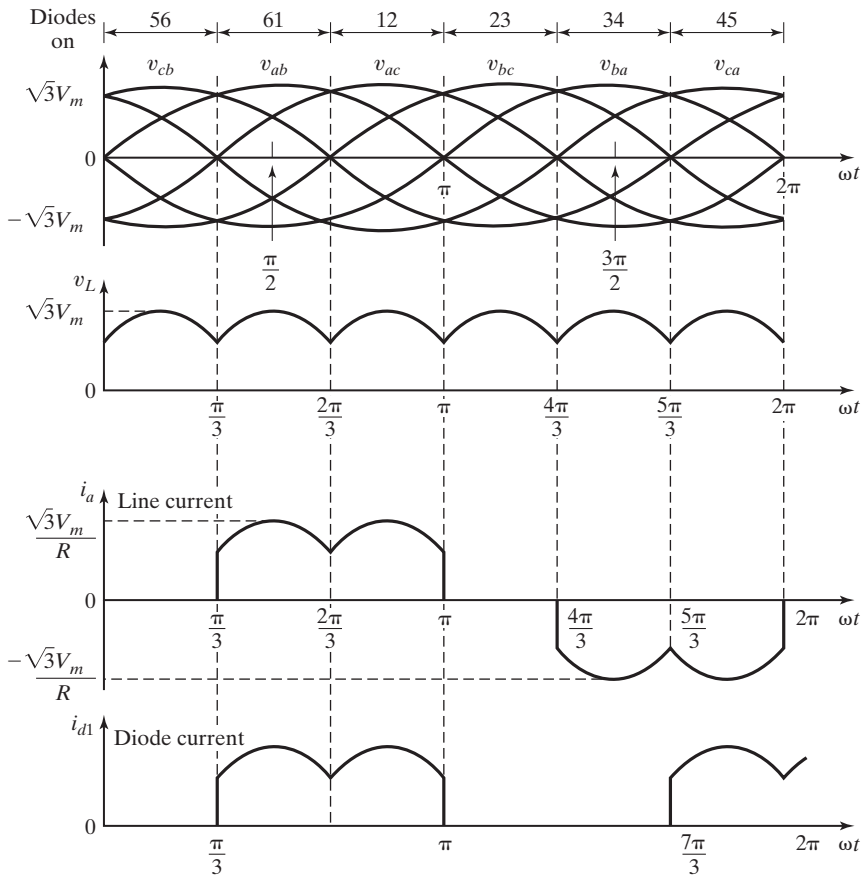 Diodes on 56 61 12 23 34 45
v_cb v_ab v_ac v_bc v_ba v_ca
√3V_m
0 π 2π ωt
−√3V_m
π/2 3π/2
v_L
√3V_m
0 π/3 2π/3 π 4π/3 5π/3 2π ωt
i_a Line current
√3V_m/R
0 π/3 2π/3 π 4π/3 5π/3 2π ωt
−√3V_m/R
i_d1 Diode current
0 π/3 π 7π/3 2π ωt